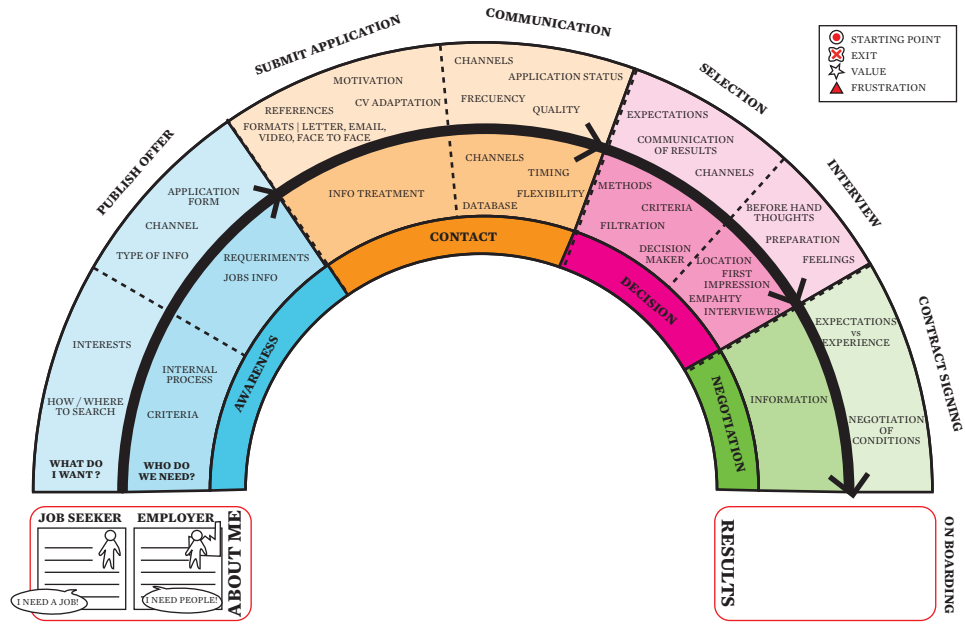 COMMUNICATION
SUBMIT APPLICATION
SELECTION
PUBLISH OFFER
INTERVIEW
CONTRACT SIGNING
ON BOARDING
STARTING POINT
EXIT
VALUE
FRUSTRATION
WHAT DO
I WANT ?
HOW / WHERE
TO SEARCH
INTERESTS
TYPE OF INFO
CHANNEL
APPLICATION
FORM
WHO DO
WE NEED?
CRITERIA
INTERNAL
PROCESS
JOBS INFO
REQUERIMENTS
AWARENESS
MOTIVATION
CV ADAPTATION
REFERENCES
FORMATS | LETTER, EMAIL,
VIDEO, FACE TO FACE
INFO TREATMENT
CHANNELS
APPLICATION STATUS
FRECUENCY
QUALITY
CHANNELS
TIMING
FLEXIBILITY
DATABASE
CONTACT
EXPECTATIONS
COMMUNICATION
OF RESULTS
CHANNELS
METHODS
CRITERIA
FILTRATION
DECISION
MAKER
BEFORE HAND
THOUGHTS
PREPARATION
FEELINGS
LOCATION
FIRST
IMPRESSION
EMPAHTY
INTERVIEWER
DECISION
EXPECTATIONS
vs
EXPERIENCE
NEGOTIATION
OF
CONDITIONS
INFORMATION
NEGOTIATION
JOB SEEKER
EMPLOYER
I NEED A JOB!
I NEED PEOPLE!
ABOUT ME
RESULTS